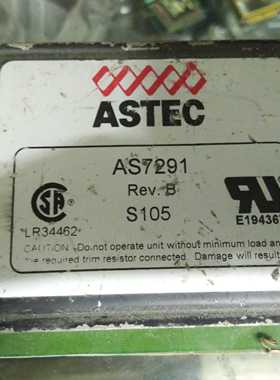 ASTEC
AS7291
Rev. B
S105
LR34462
E19436
CAUTION: Do not operate unit without minimum load and
required trim resistor connected. Damage will result